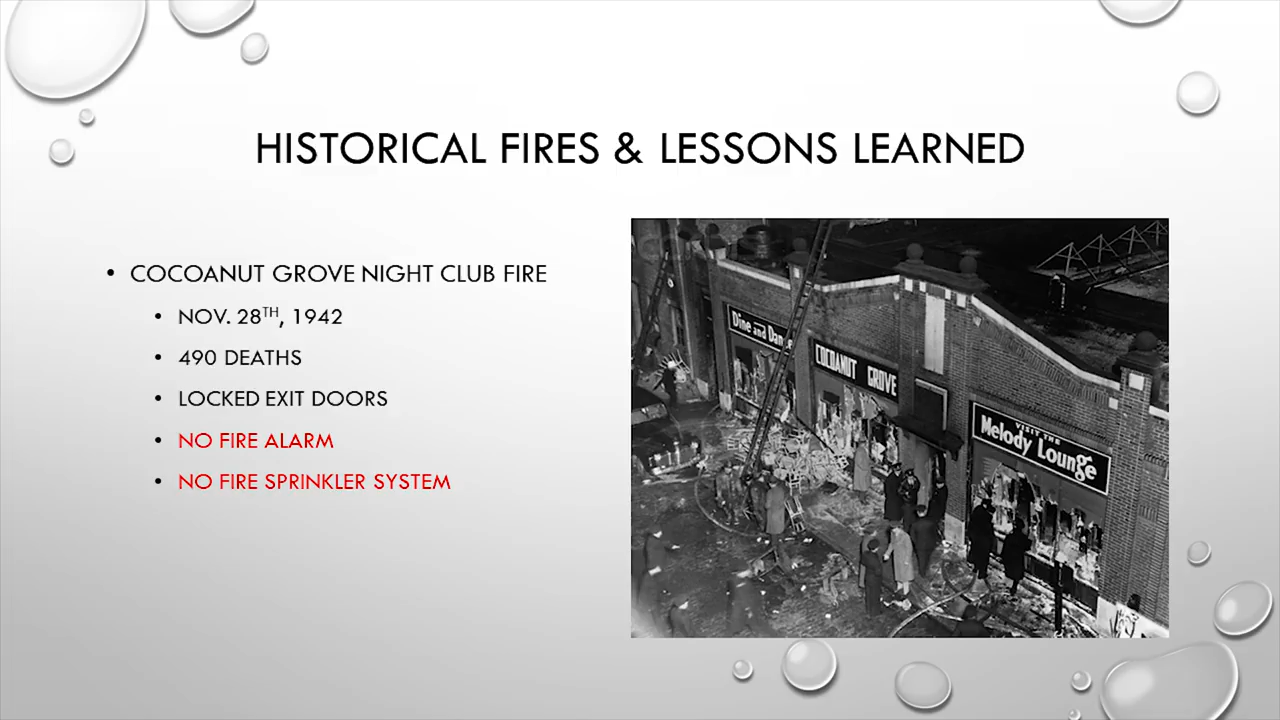 HISTORICAL FIRES & LESSONS LEARNED
• COCOANUT GROVE NIGHT CLUB FIRE
• NOV. 28TH, 1942
• 490 DEATHS
• LOCKED EXIT DOORS
• NO FIRE ALARM
• NO FIRE SPRINKLER SYSTEM
Dine and Dance
COCOANUT GROVE
VISIT THE
Melody Lounge